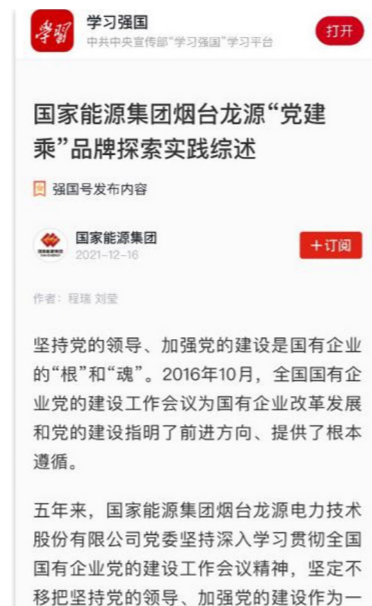 学习
学习强国
中共中央宣传部“学习强国”学习平台
打开
国家能源集团烟台龙源“党建
乘”品牌探索实践综述
强国号发布内容
国家能源集团
2021-12-16
+订阅
作者：程瑞 刘莹
坚持党的领导、加强党的建设是国有企业
的“根”和“魂”。2016年10月，全国国有企
业党的建设工作会议为国有企业改革发展
和党的建设指明了前进方向、提供了根本
遵循。
五年来，国家能源集团烟台龙源电力技术
股份有限公司党委坚持深入学习贯彻全国
国有企业党的建设工作会议精神，坚定不
移把坚持党的领导、加强党的建设作为一